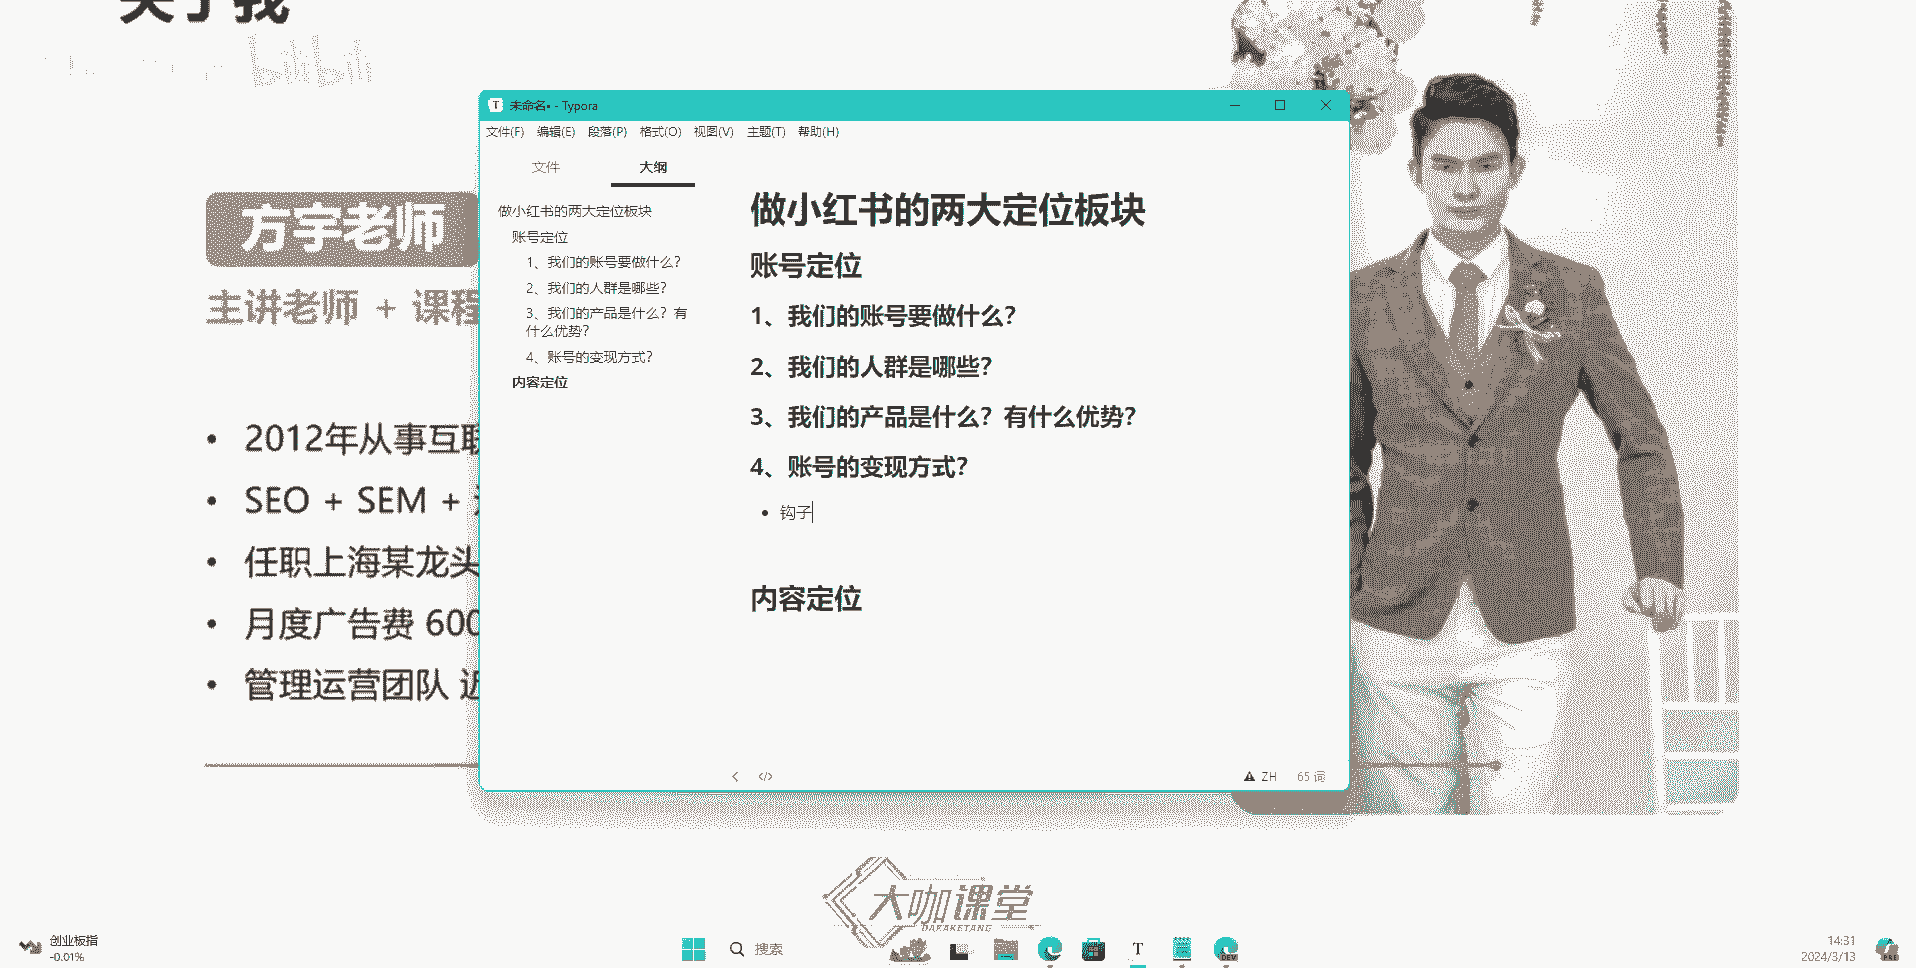 关于我
bilibili
方宇老师
主讲老师 + 课程
• 2012年从事互联
• SEO + SEM +
• 任职上海某龙头
• 月度广告费 600
• 管理运营团队 近
未命名• - Typora
文件(F) 编辑(E) 段落(P) 格式(O) 视图(V) 主题(T) 帮助(H)
文件 大纲
做小红书的两大定位板块
账号定位
1、我们的账号要做什么？
2、我们的人群是哪些？
3、我们的产品是什么？有
什么优势？
4、账号的变现方式？
内容定位
做小红书的两大定位板块
账号定位
1、我们的账号要做什么？
2、我们的人群是哪些？
3、我们的产品是什么？有什么优势？
4、账号的变现方式？
• 钩子
内容定位
ZH 65 词
大咖课堂
DAKAKETANG
创业板指
-0.01%
搜索
T
DEV
14:31
2024/3/13
PRE